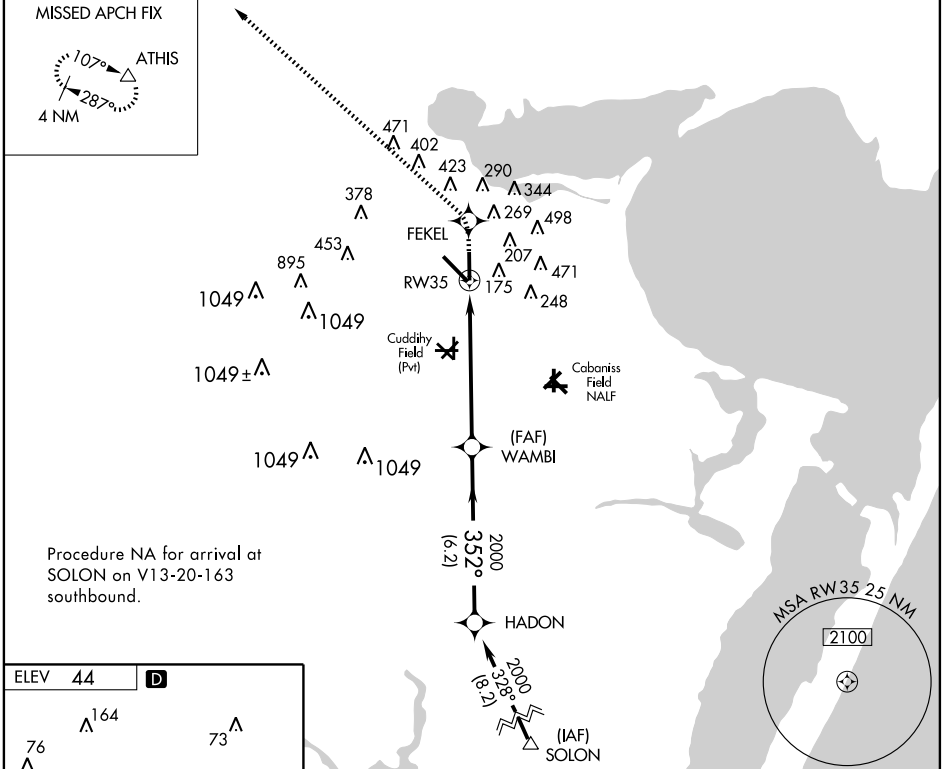 MISSED APCH FIX
107°
ATHIS
287°
4 NM
471
402
423
290
344
378
269
498
FEKEL
453
207
471
895
RW35
175
248
1049
1049
Cuddihy
Field
(Pvt)
1049±
Cabaniss
Field
NALF
(FAF)
WAMBI
1049
1049
2000
352°
(6.2)
Procedure NA for arrival at
SOLON on V13-20-163
southbound.
HADON
MSA RW35 25 NM
2100
2000
328°
(8.2)
(IAF)
SOLON
ELEV 44
D
164
73
76